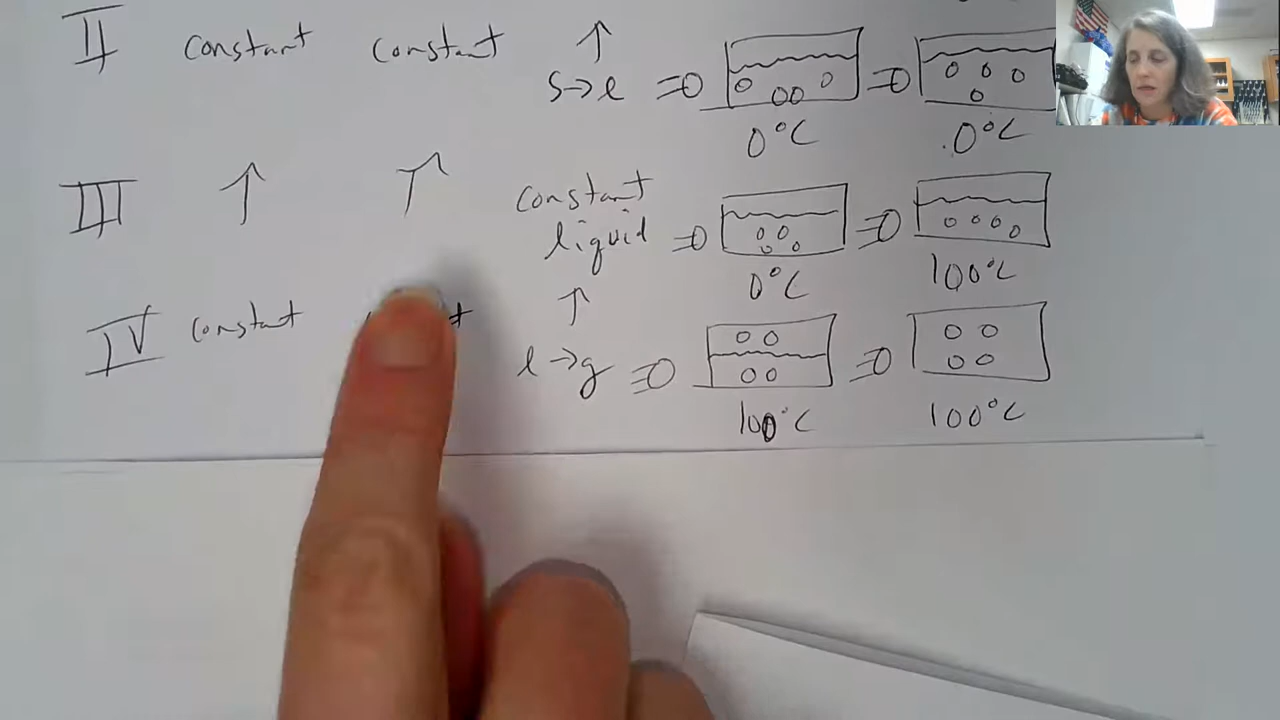 II constant constant ↑
s→l ⇒ ⇒
0°C 0°C
III ↑ ↑ constant
liquid ⇒ ⇒
0°C 100°C
IV constant ↑
l→g ⇒ ⇒
100°C 100°C